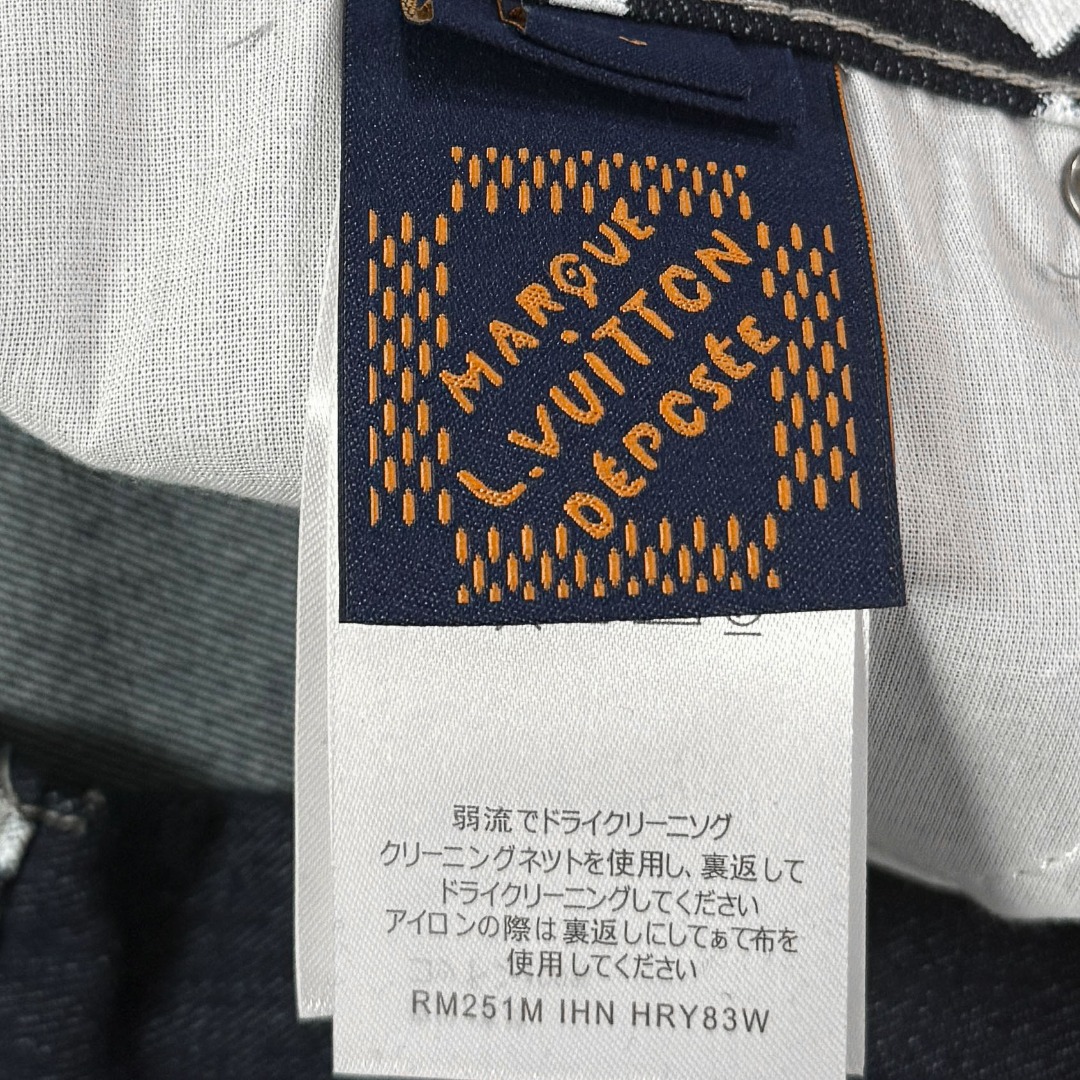 MARQUE
L.VUITTON
DEPOSEE
弱流でドライクリーニソグ
クリーニングネットを使用し、裏返して
ドライクリーニングしてください
アイロンの際は裏返しにしてぁて布を
使用してください
RM251M IHN HRY83W